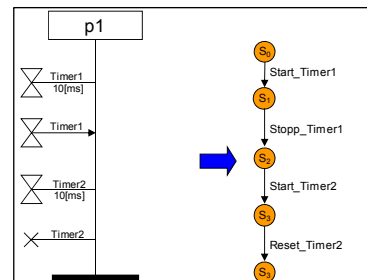 p1
Timer1
10[ms]
Timer1
Timer2
10[ms]
Timer2
S0
Start_Timer1
S1
Stopp_Timer1
S2
Start_Timer2
S3
Reset_Timer2
S3